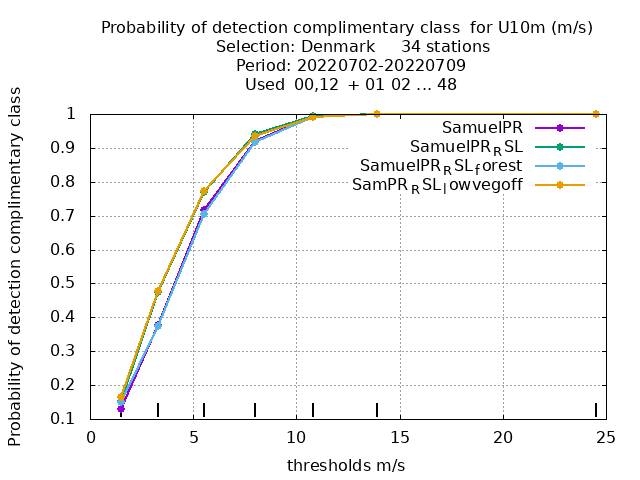 Probability of detection complimentary class  for U10m (m/s)
Selection: Denmark     34 stations
Period: 20220702-20220709
Used  00,12  + 01 02 ... 48
Probability of detection complimentary class
1
0.9
0.8
0.7
0.6
0.5
0.4
0.3
0.2
0.1
SamuelPR
SamuelPR_RSL
SamuelPR_RSL_forest
SamPR_RSL_lowvegoff
0 5 10 15 20 25
thresholds m/s